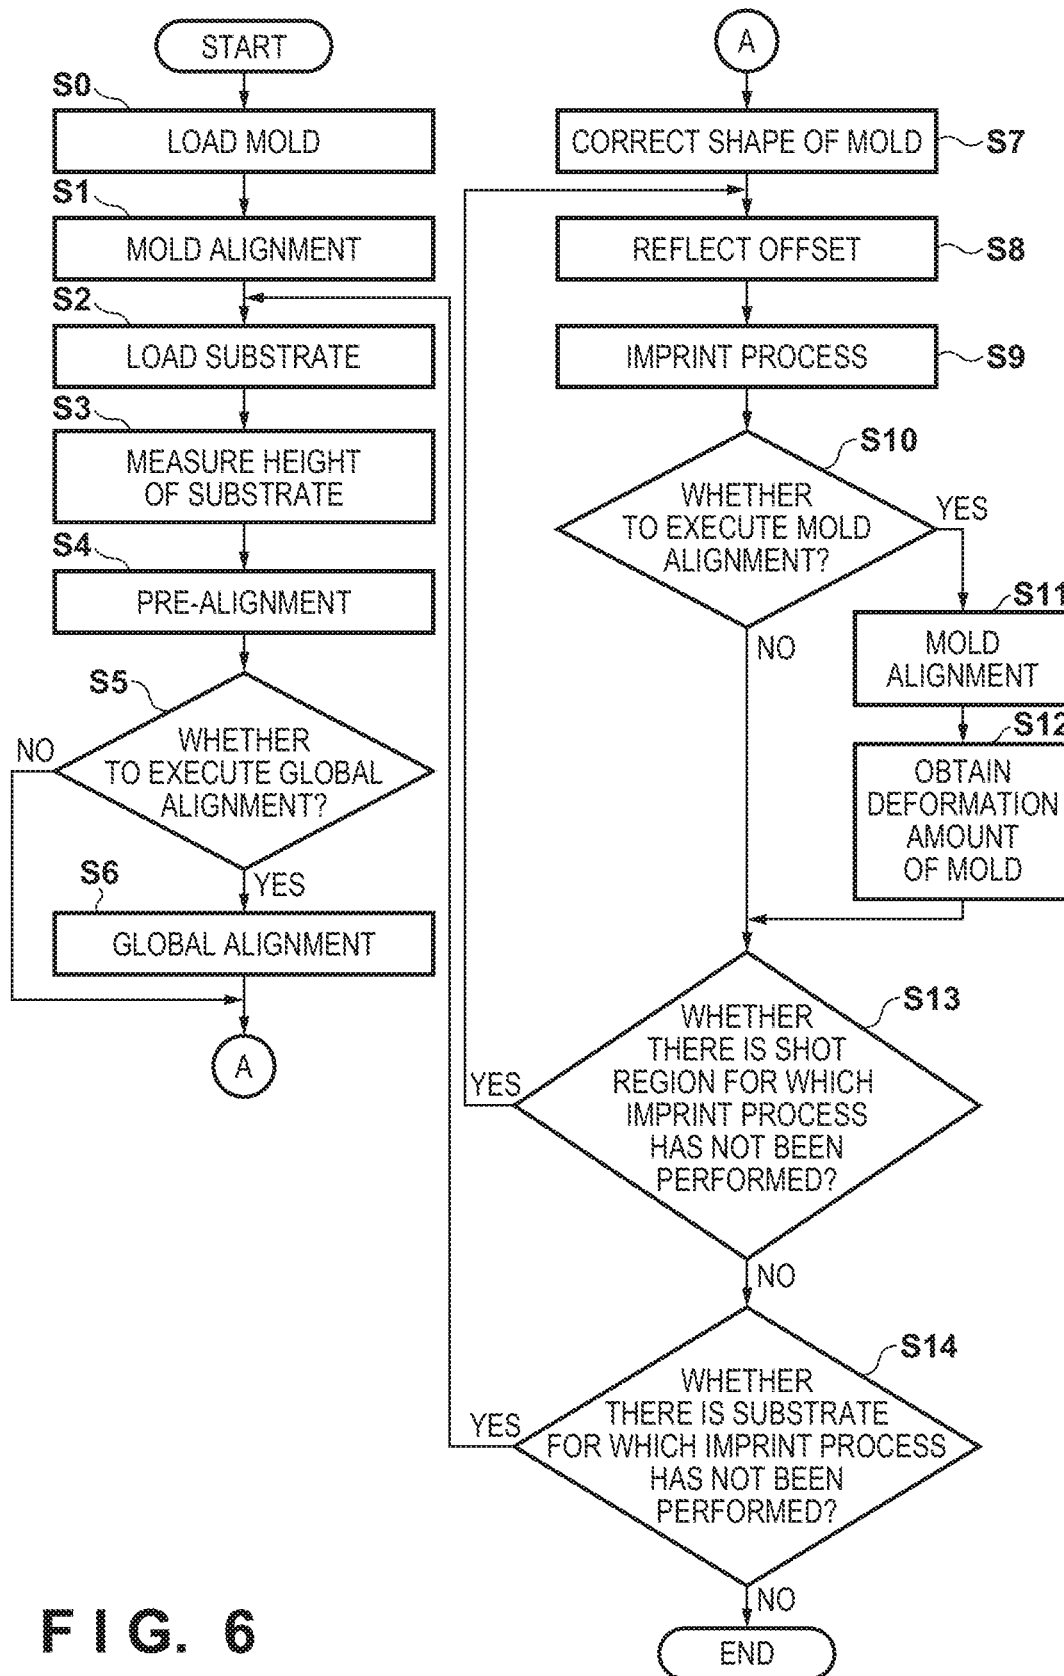 START
S0
LOAD MOLD
S1
MOLD ALIGNMENT
S2
LOAD SUBSTRATE
S3
MEASURE HEIGHT
OF SUBSTRATE
S4
PRE-ALIGNMENT
S5
WHETHER
TO EXECUTE GLOBAL
ALIGNMENT?
NO
YES
S6
GLOBAL ALIGNMENT
A
A
CORRECT SHAPE OF MOLD
S7
REFLECT OFFSET
S8
IMPRINT PROCESS
S9
S10
WHETHER
TO EXECUTE MOLD
ALIGNMENT?
YES
NO
S11
MOLD
ALIGNMENT
S12
OBTAIN
DEFORMATION
AMOUNT
OF MOLD
S13
WHETHER
THERE IS SHOT
REGION FOR WHICH
IMPRINT PROCESS
HAS NOT BEEN
PERFORMED?
YES
NO
S14
WHETHER
THERE IS SUBSTRATE
FOR WHICH IMPRINT PROCESS
HAS NOT BEEN
PERFORMED?
YES
NO
END
FIG. 6